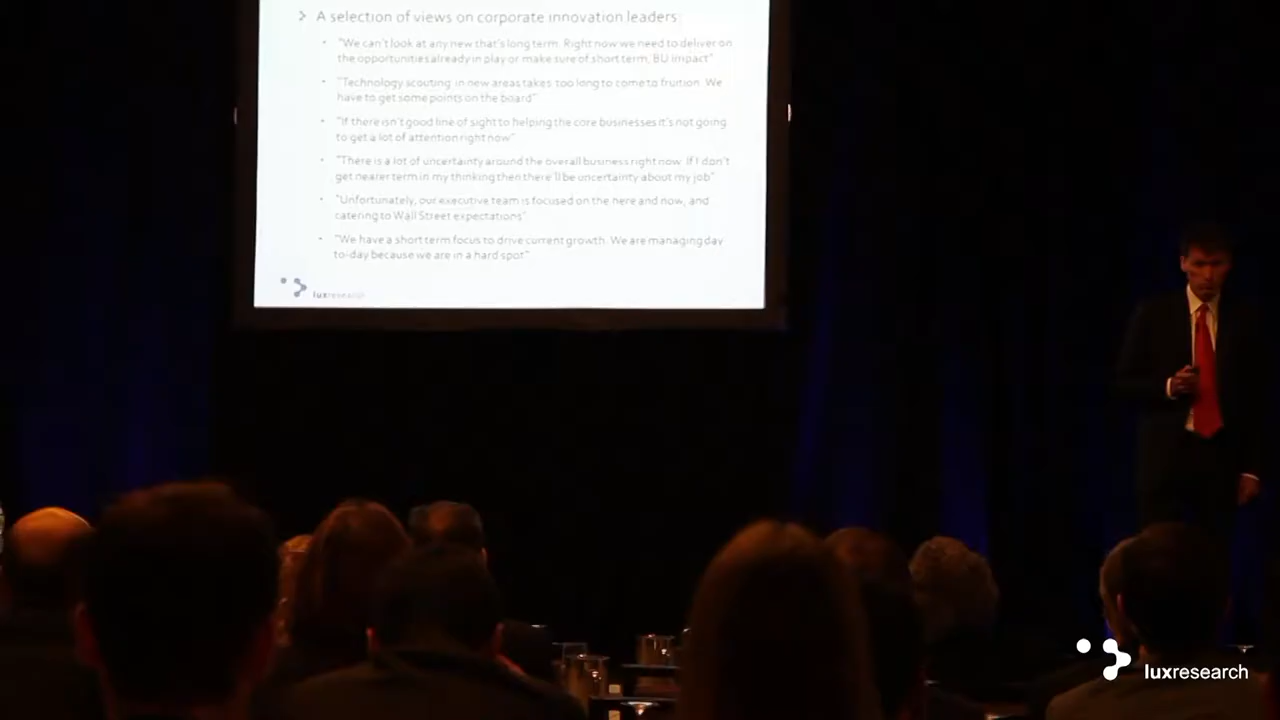 A selection of views on corporate innovation leaders
"We can't look at any new that's long term. Right now we need to deliver on
the opportunities already in play or make sure of short term, BU impact"
"Technology scouting in new areas takes too long to come to fruition. We
have to get some points on the board"
"If there isn't good line of sight to helping the core businesses it's not going
to get a lot of attention right now"
"There is a lot of uncertainty around the overall business right now. If I don't
get nearer term in my thinking then there'll be uncertainty about my job"
"Unfortunately, our executive team is focused on the here and now, and
catering to Wall Street expectations"
"We have a short term focus to drive current growth. We are managing day
to-day because we are in a hard spot"
luxresearch
luxresearch